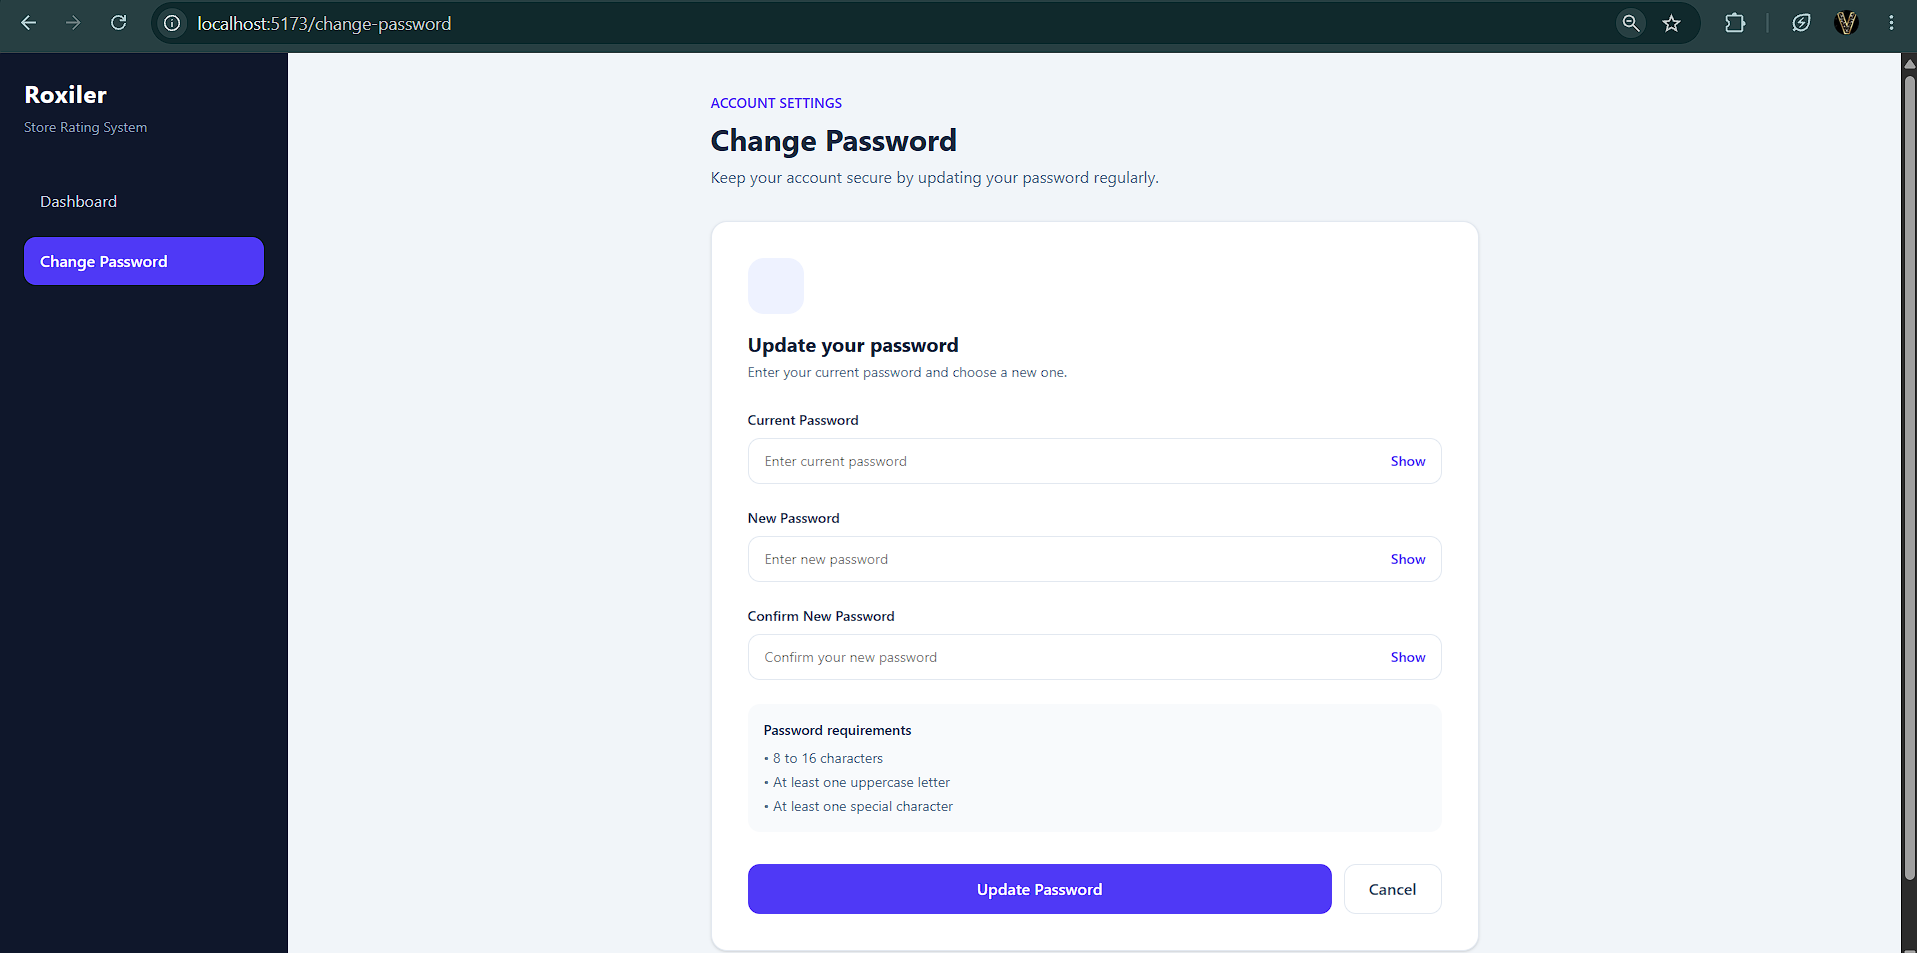 localhost:5173/change-password
Roxiler
Store Rating System
Dashboard
Change Password
ACCOUNT SETTINGS
Change Password
Keep your account secure by updating your password regularly.
Update your password
Enter your current password and choose a new one.
Current Password
Enter current password Show
New Password
Enter new password Show
Confirm New Password
Confirm your new password Show
Password requirements
• 8 to 16 characters
• At least one uppercase letter
• At least one special character
Update Password Cancel